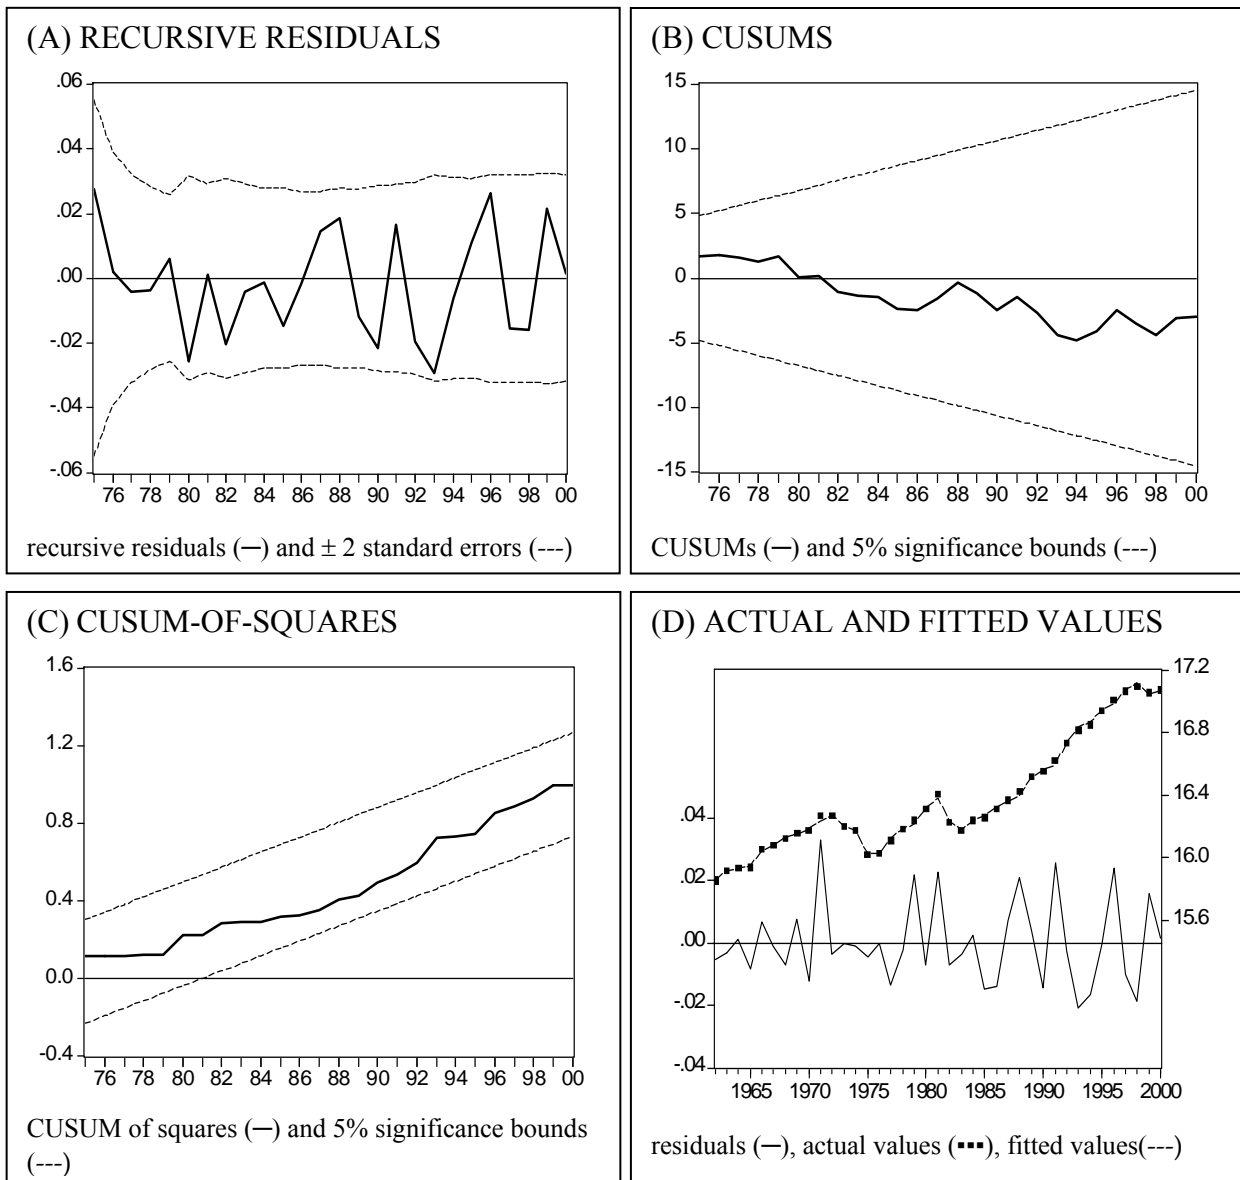 (A) RECURSIVE RESIDUALS
.06
.04
.02
.00
-.02
-.04
-.06
76 78 80 82 84 86 88 90 92 94 96 98 00
recursive residuals (—) and ± 2 standard errors (---)
(B) CUSUMS
15
10
5
0
-5
-10
-15
76 78 80 82 84 86 88 90 92 94 96 98 00
CUSUMs (—) and 5% significance bounds (---)
(C) CUSUM-OF-SQUARES
1.6
1.2
0.8
0.4
0.0
-0.4
76 78 80 82 84 86 88 90 92 94 96 98 00
CUSUM of squares (—) and 5% significance bounds
(---)
(D) ACTUAL AND FITTED VALUES
17.2
16.8
16.4
16.0
15.6
.04
.02
.00
-.02
-.04
1965 1970 1975 1980 1985 1990 1995 2000
residuals (—), actual values (▪▪▪), fitted values(---)